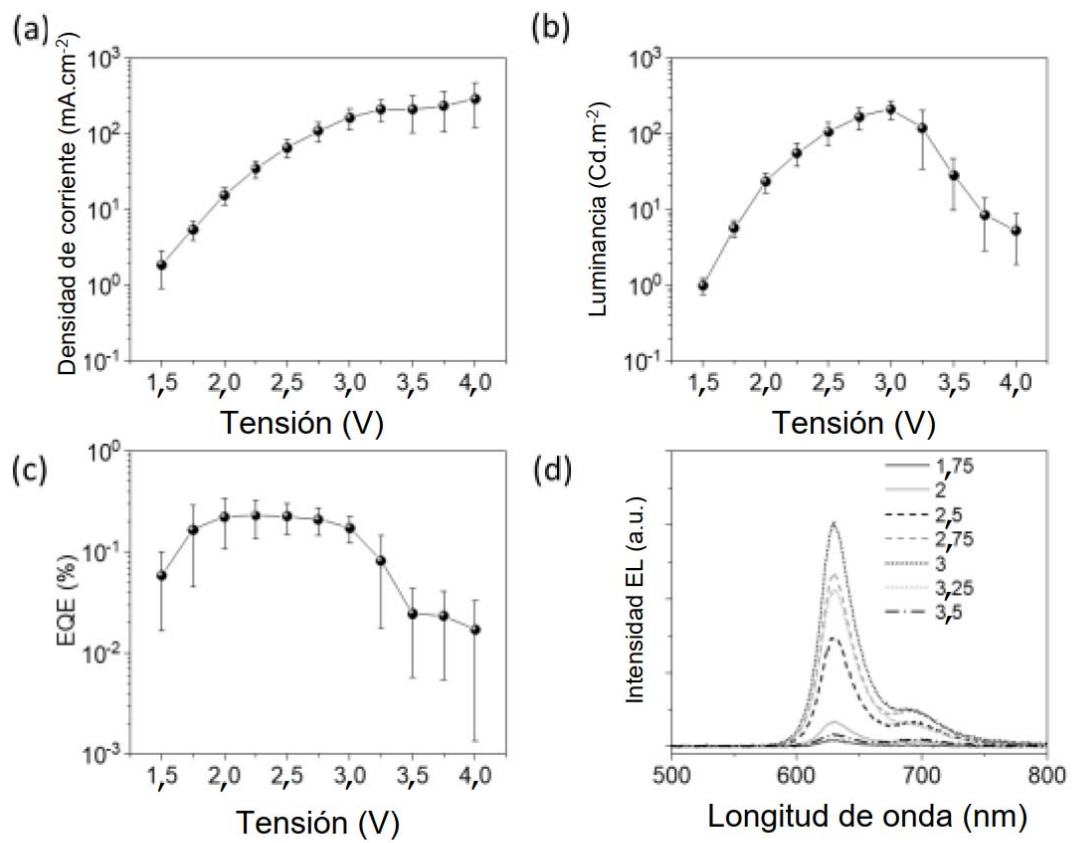 (a)
Densidad de corriente (mA.cm-2)
10³
10²
10¹
10⁰
10⁻¹
1,5 2,0 2,5 3,0 3,5 4,0
Tensión (V)
(b)
Luminancia (Cd.m-2)
10³
10²
10¹
10⁰
10⁻¹
1,5 2,0 2,5 3,0 3,5 4,0
Tensión (V)
(c)
EQE (%)
10⁰
10⁻¹
10⁻²
10⁻³
1,5 2,0 2,5 3,0 3,5 4,0
Tensión (V)
(d)
Intensidad EL (a.u.)
1,75
2
2,5
2,75
3
3,25
3,5
500 600 700 800
Longitud de onda (nm)